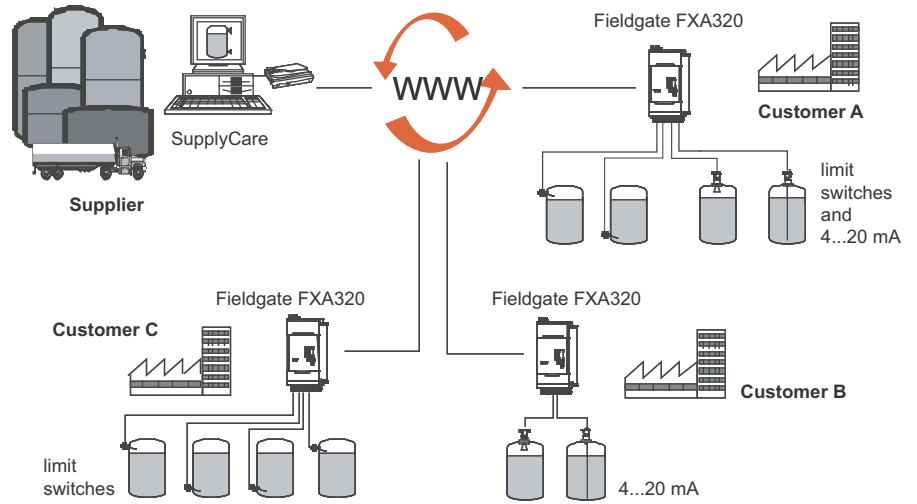 Fieldgate FXA320
WWW
Customer A
SupplyCare
Supplier
limit
switches
and
4...20 mA
Fieldgate FXA320
Fieldgate FXA320
Customer C
Customer B
limit
switches
4...20 mA